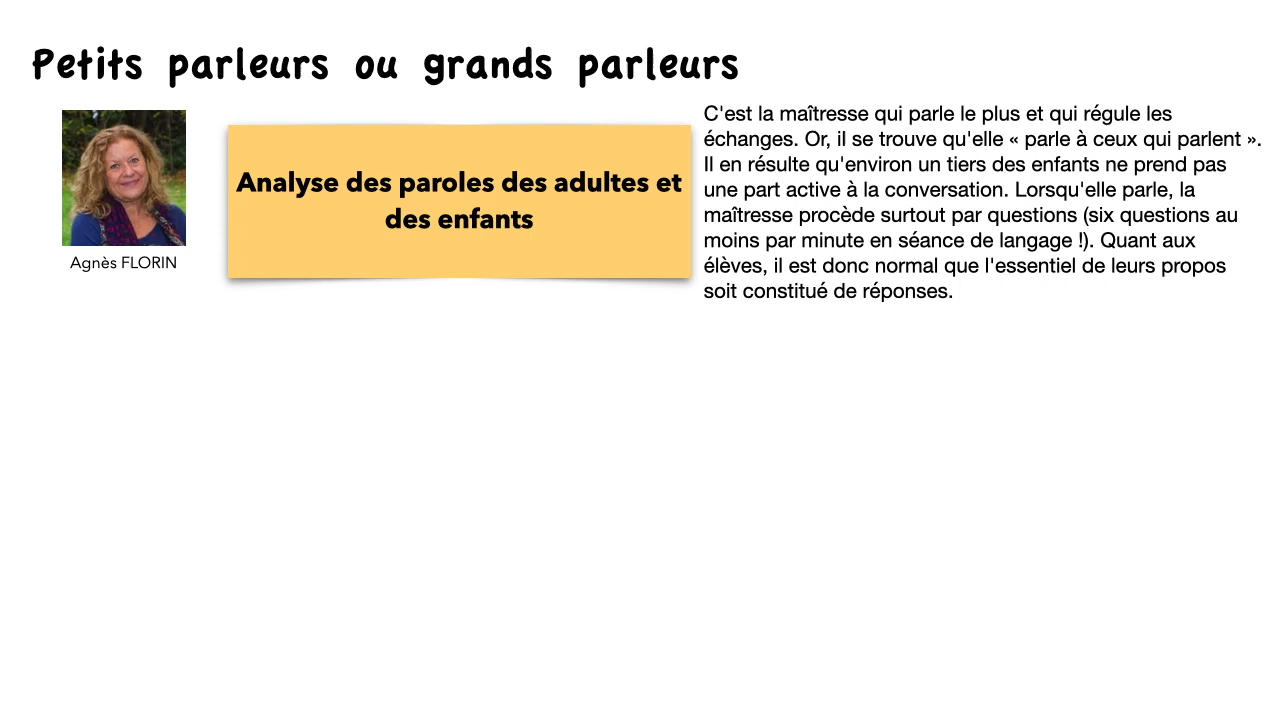 Petits parleurs ou grands parleurs
Agnès FLORIN
Analyse des paroles des adultes et
des enfants
C'est la maîtresse qui parle le plus et qui régule les
échanges. Or, il se trouve qu'elle « parle à ceux qui parlent ».
Il en résulte qu'environ un tiers des enfants ne prend pas
une part active à la conversation. Lorsqu'elle parle, la
maîtresse procède surtout par questions (six questions au
moins par minute en séance de langage !). Quant aux
élèves, il est donc normal que l'essentiel de leurs propos
soit constitué de réponses.